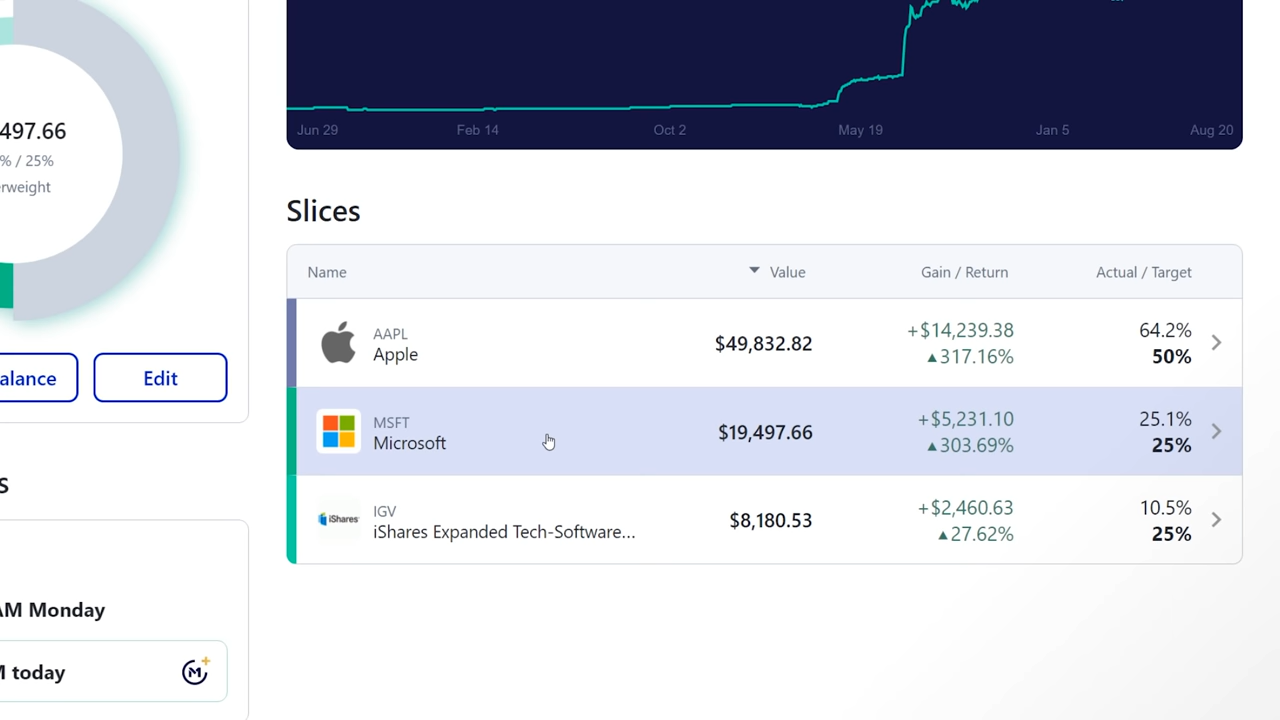 497.66
% / 25%
rweight
alance
Edit
S
AM Monday
M today
Jun 29
Feb 14
Oct 2
May 19
Jan 5
Aug 20
Slices
Name
Value
Gain / Return
Actual / Target
AAPL
Apple
$49,832.82
+$14,239.38
▲317.16%
64.2%
50%
MSFT
Microsoft
$19,497.66
+$5,231.10
▲303.69%
25.1%
25%
iShares
IGV
iShares Expanded Tech-Software...
$8,180.53
+$2,460.63
▲27.62%
10.5%
25%